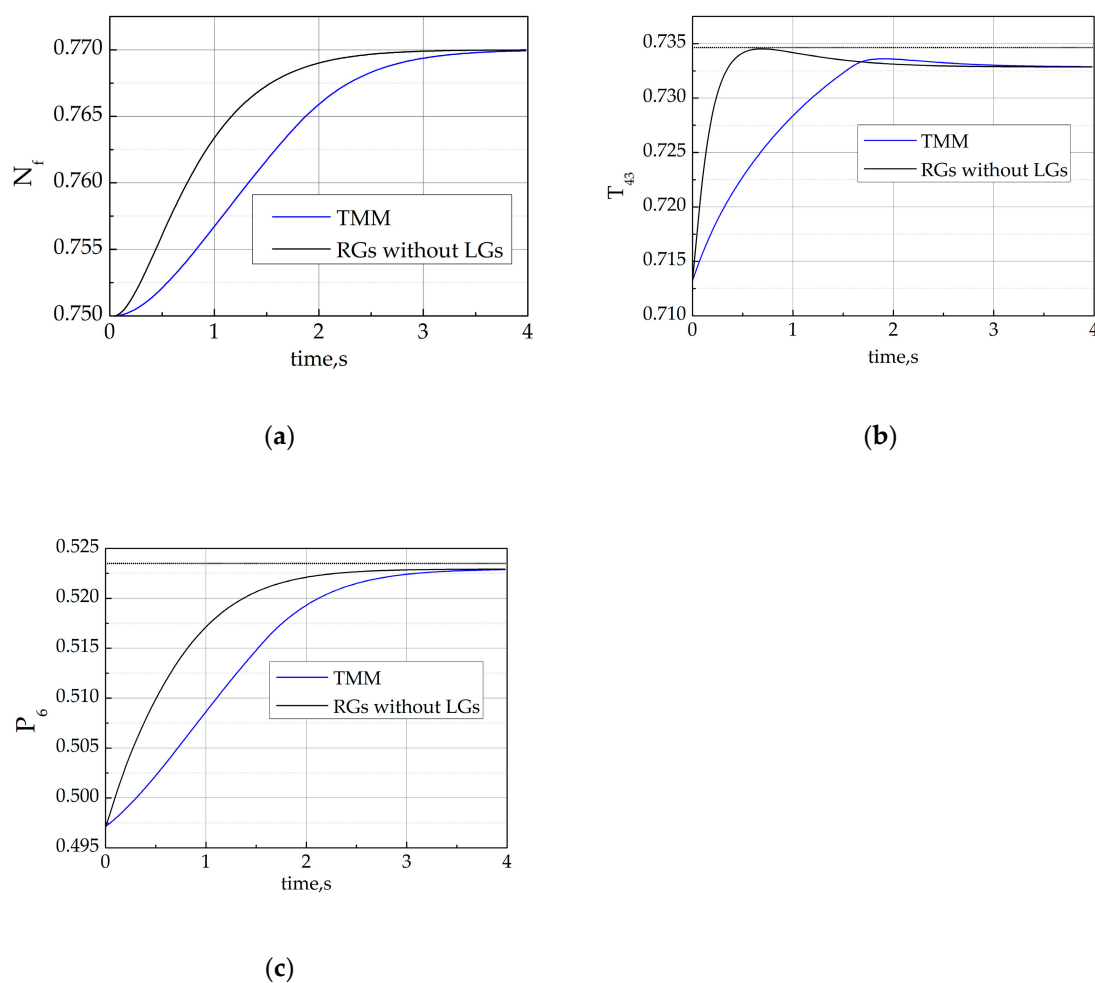 0.770
0.765
0.760
0.755
0.750
N_f
TMM
RGs without LGs
0 1 2 3 4
time,s
(a)
0.735
0.730
0.725
0.720
0.715
0.710
T_43
TMM
RGs without LGs
0 1 2 3 4
time,s
(b)
0.525
0.520
0.515
0.510
0.505
0.500
0.495
P_6
TMM
RGs without LGs
0 1 2 3 4
time,s
(c)